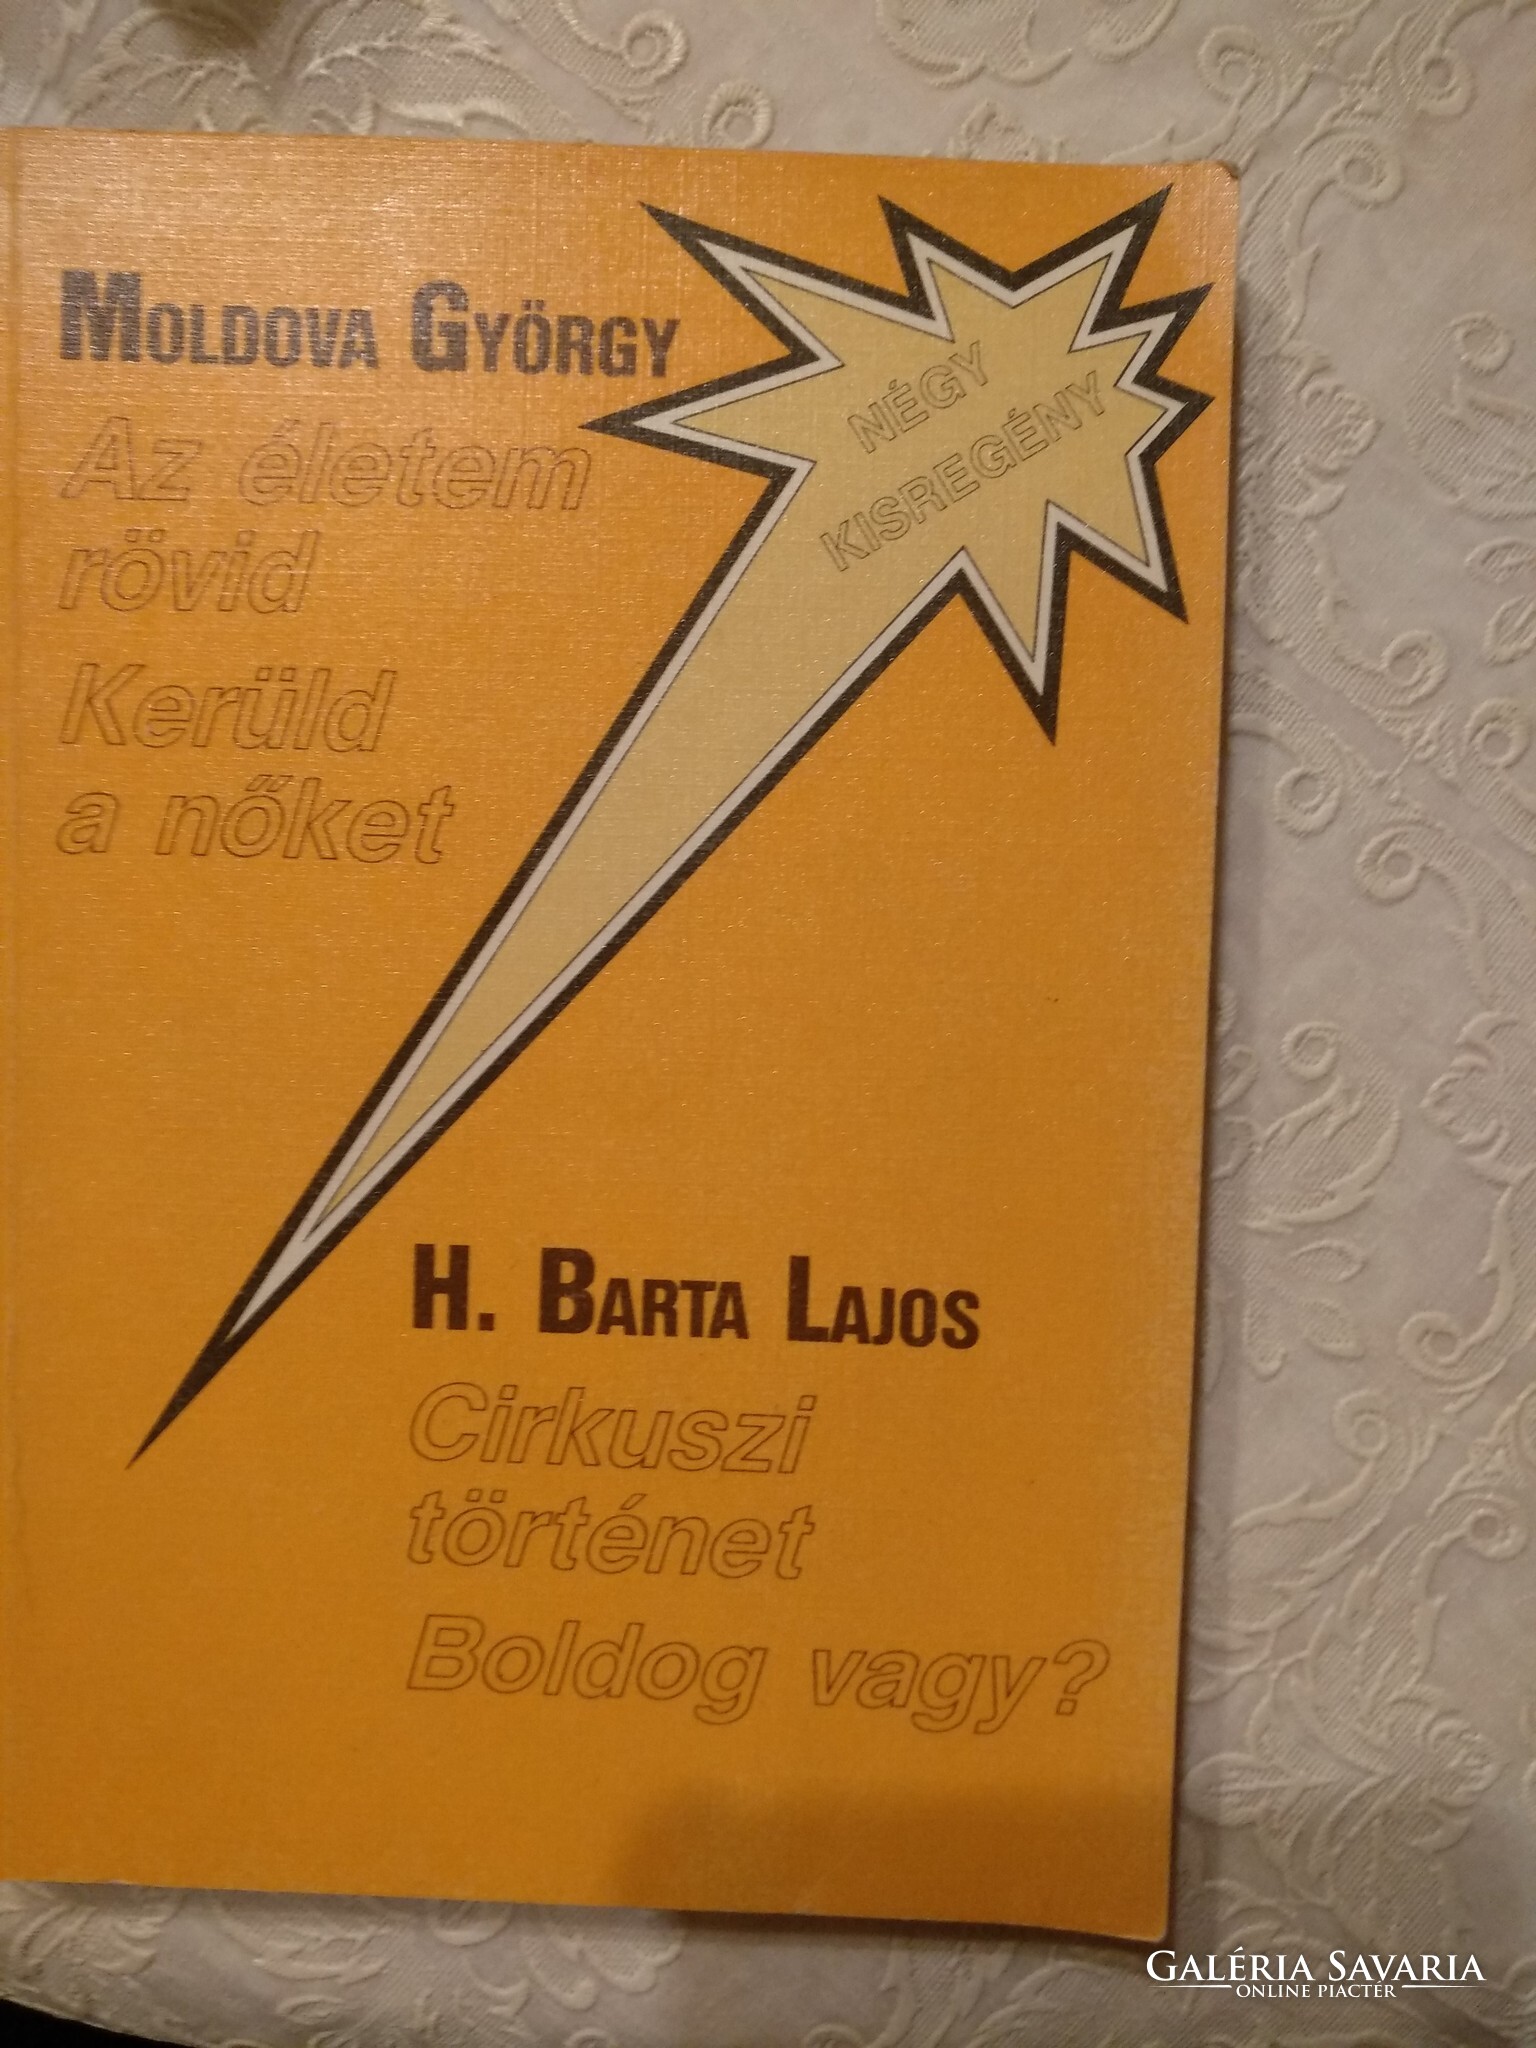 MOLDOVA GYÖRGY
Az életem
rövid
Kerüld
a nőket
NÉGY
KISREGÉNY
H. BARTA LAJOS
Cirkuszi
történet
Boldog vagy?
GALÉRIA SAVARIA
ONLINE PIACTÉR